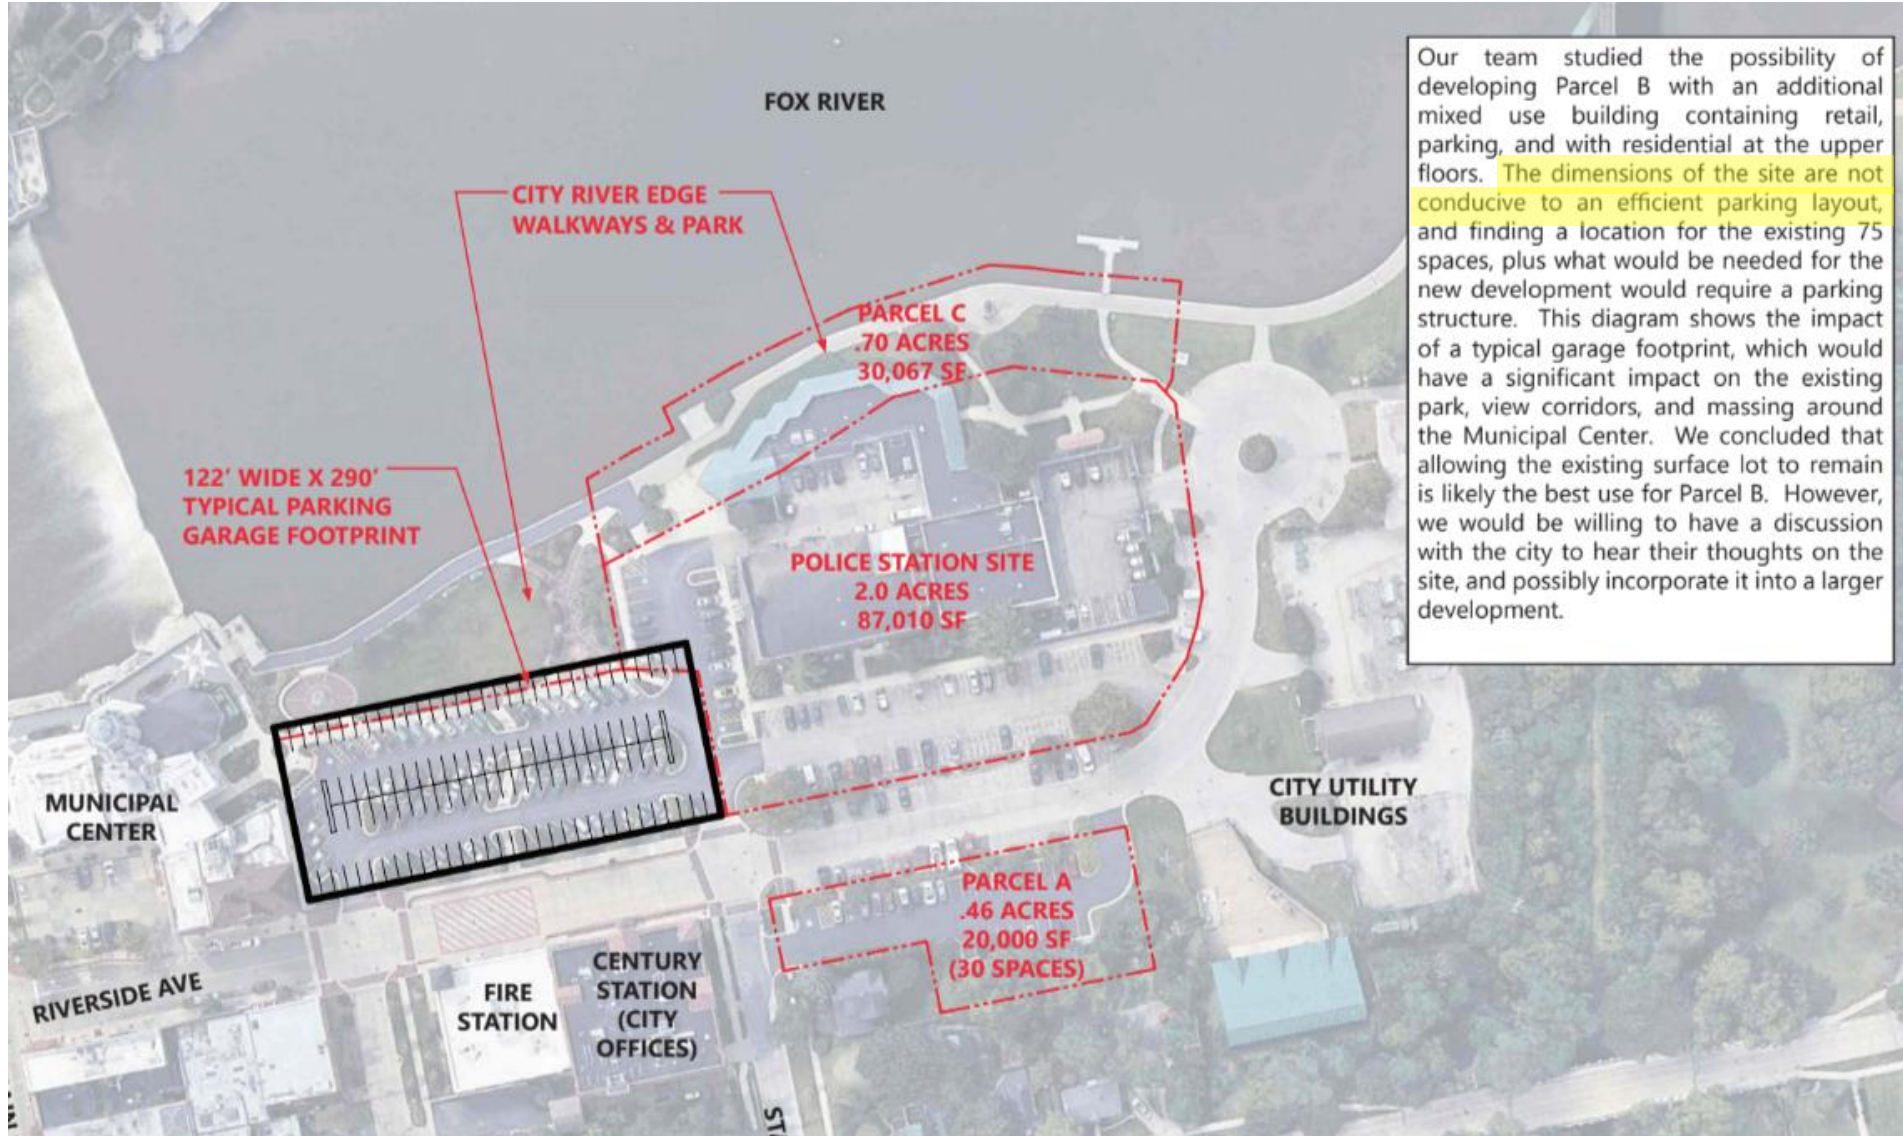 FOX RIVER
CITY RIVER EDGE
WALKWAYS & PARK
PARCEL C
.70 ACRES
30,067 SF
122' WIDE X 290'
TYPICAL PARKING
GARAGE FOOTPRINT
POLICE STATION SITE
2.0 ACRES
87,010 SF
MUNICIPAL
CENTER
CITY UTILITY
BUILDINGS
PARCEL A
.46 ACRES
20,000 SF
(30 SPACES)
RIVERSIDE AVE
FIRE
STATION
CENTURY
STATION
(CITY
OFFICES)
Our team studied the possibility of
developing Parcel B with an additional
mixed use building containing retail,
parking, and with residential at the upper
floors. The dimensions of the site are not
conducive to an efficient parking layout,
and finding a location for the existing 75
spaces, plus what would be needed for the
new development would require a parking
structure. This diagram shows the impact
of a typical garage footprint, which would
have a significant impact on the existing
park, view corridors, and massing around
the Municipal Center. We concluded that
allowing the existing surface lot to remain
is likely the best use for Parcel B. However,
we would be willing to have a discussion
with the city to hear their thoughts on the
site, and possibly incorporate it into a larger
development.